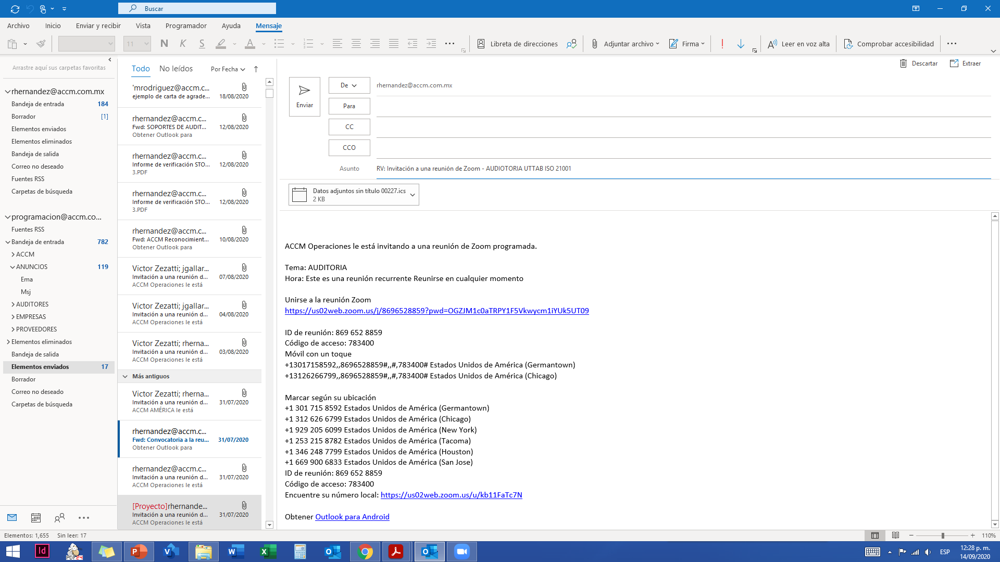 Buscar
Archivo Inicio Enviar y recibir Vista Programador Ayuda Mensaje
11 N K S A Libreta de direcciones Adjuntar archivo Firma ! Leer en voz alta Comprobar accesibilidad
Arrastre aquí sus carpetas favoritas
rhernandez@accm.com.mx
Bandeja de entrada 184
Borrador [1]
Elementos enviados
Elementos eliminados
Bandeja de salida
Correo no deseado
Fuentes RSS
Carpetas de búsqueda
programacion@accm.co...
Fuentes RSS
Bandeja de entrada 782
ACCM
ANUNCIOS 119
Ema
Msj
AUDITORES
EMPRESAS
PROVEEDORES
Elementos eliminados
Bandeja de salida
Elementos enviados 17
Borrador
Correo no deseado
Carpetas de búsqueda
Todo No leídos Por Fecha
'mrodriguez@accm.c...
ejemplo de carta de agrade... 18/08/2020
rhernandez@accm.c...
Fwd: SOPORTES DE AUDIT... 12/08/2020
Obtener Outlook para
rhernandez@accm.c...
Informe de verificación STO... 12/08/2020
3.PDF
rhernandez@accm.c...
Informe de verificación STO... 12/08/2020
3.PDF
rhernandez@accm.c...
Fwd: ACCM Reconocimient... 10/08/2020
Obtener Outlook para
Victor Zezatti; jgallar...
Invitación a una reunión d... 07/08/2020
ACCM Operaciones le está
Victor Zezatti; jgallar...
Invitación a una reunión d... 04/08/2020
ACCM Operaciones le está
Victor Zezatti; rherna...
Invitación a una reunión d... 03/08/2020
ACCM Operaciones le está
Más antiguos
Victor Zezatti; rherna...
Invitación a una reunión d... 31/07/2020
ACCM AMÉRICA le está
rhernandez@accm.c...
Fwd: Convocatoria a la reu... 31/07/2020
Obtener Outlook para
rhernandez@accm.c...
Invitación a una reunión d... 31/07/2020
ACCM Operaciones le está
[Proyecto]rhernande...
Invitación a una reunión d... 31/07/2020
ACCM Operaciones le está
Descartar Extraer
Enviar
De rhernandez@accm.com.mx
Para
CC
CCO
Asunto RV: Invitación a una reunión de Zoom - AUDIOTORIA UTTAB ISO 21001
Datos adjuntos sin título 00227.ics
2 KB
ACCM Operaciones le está invitando a una reunión de Zoom programada.
Tema: AUDITORIA
Hora: Este es una reunión recurrente Reunirse en cualquier momento
Unirse a la reunión Zoom
https://us02web.zoom.us/j/8696528859?pwd=OGZJM1c0aTRPY1F5Vkwycm1iYUk5UT09
ID de reunión: 869 652 8859
Código de acceso: 783400
Móvil con un toque
+13017158592,,8696528859#,,#,783400# Estados Unidos de América (Germantown)
+13126266799,,8696528859#,,#,783400# Estados Unidos de América (Chicago)
Marcar según su ubicación
+1 301 715 8592 Estados Unidos de América (Germantown)
+1 312 626 6799 Estados Unidos de América (Chicago)
+1 929 205 6099 Estados Unidos de América (New York)
+1 253 215 8782 Estados Unidos de América (Tacoma)
+1 346 248 7799 Estados Unidos de América (Houston)
+1 669 900 6833 Estados Unidos de América (San Jose)
ID de reunión: 869 652 8859
Código de acceso: 783400
Encuentre su número local: https://us02web.zoom.us/u/kb11FaTc7N
Obtener Outlook para Android
Elementos: 1,655 Sin leer: 17
110%
Id PDF24 P V W X O ESP
12:28 p. m.
14/09/2020